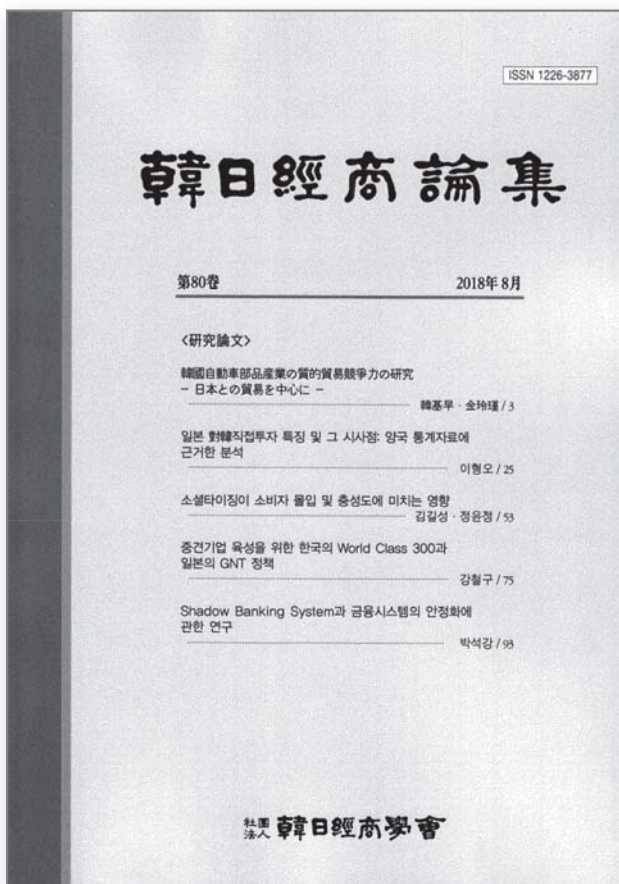 ISSN 1226-3877
韓日經商論集
第80卷 2018年 8月
<研究論文>
韓國自動車部品産業の質的貿易競爭力の研究
- 日本との貿易を中心に -
韓基早 · 金玲瑾 / 3
일본 對韓직접투자 특징 및 그 시사점: 양국 통계자료에
근거한 분석
이형오 / 25
소셜타이징이 소비자 몰입 및 충성도에 미치는 영향
김길성 · 정윤정 / 53
중견기업 육성을 위한 한국의 World Class 300과
일본의 GNT 정책
강철구 / 75
Shadow Banking System과 금융시스템의 안정화에
관한 연구
박석강 / 93
社團法人 韓日經商學會